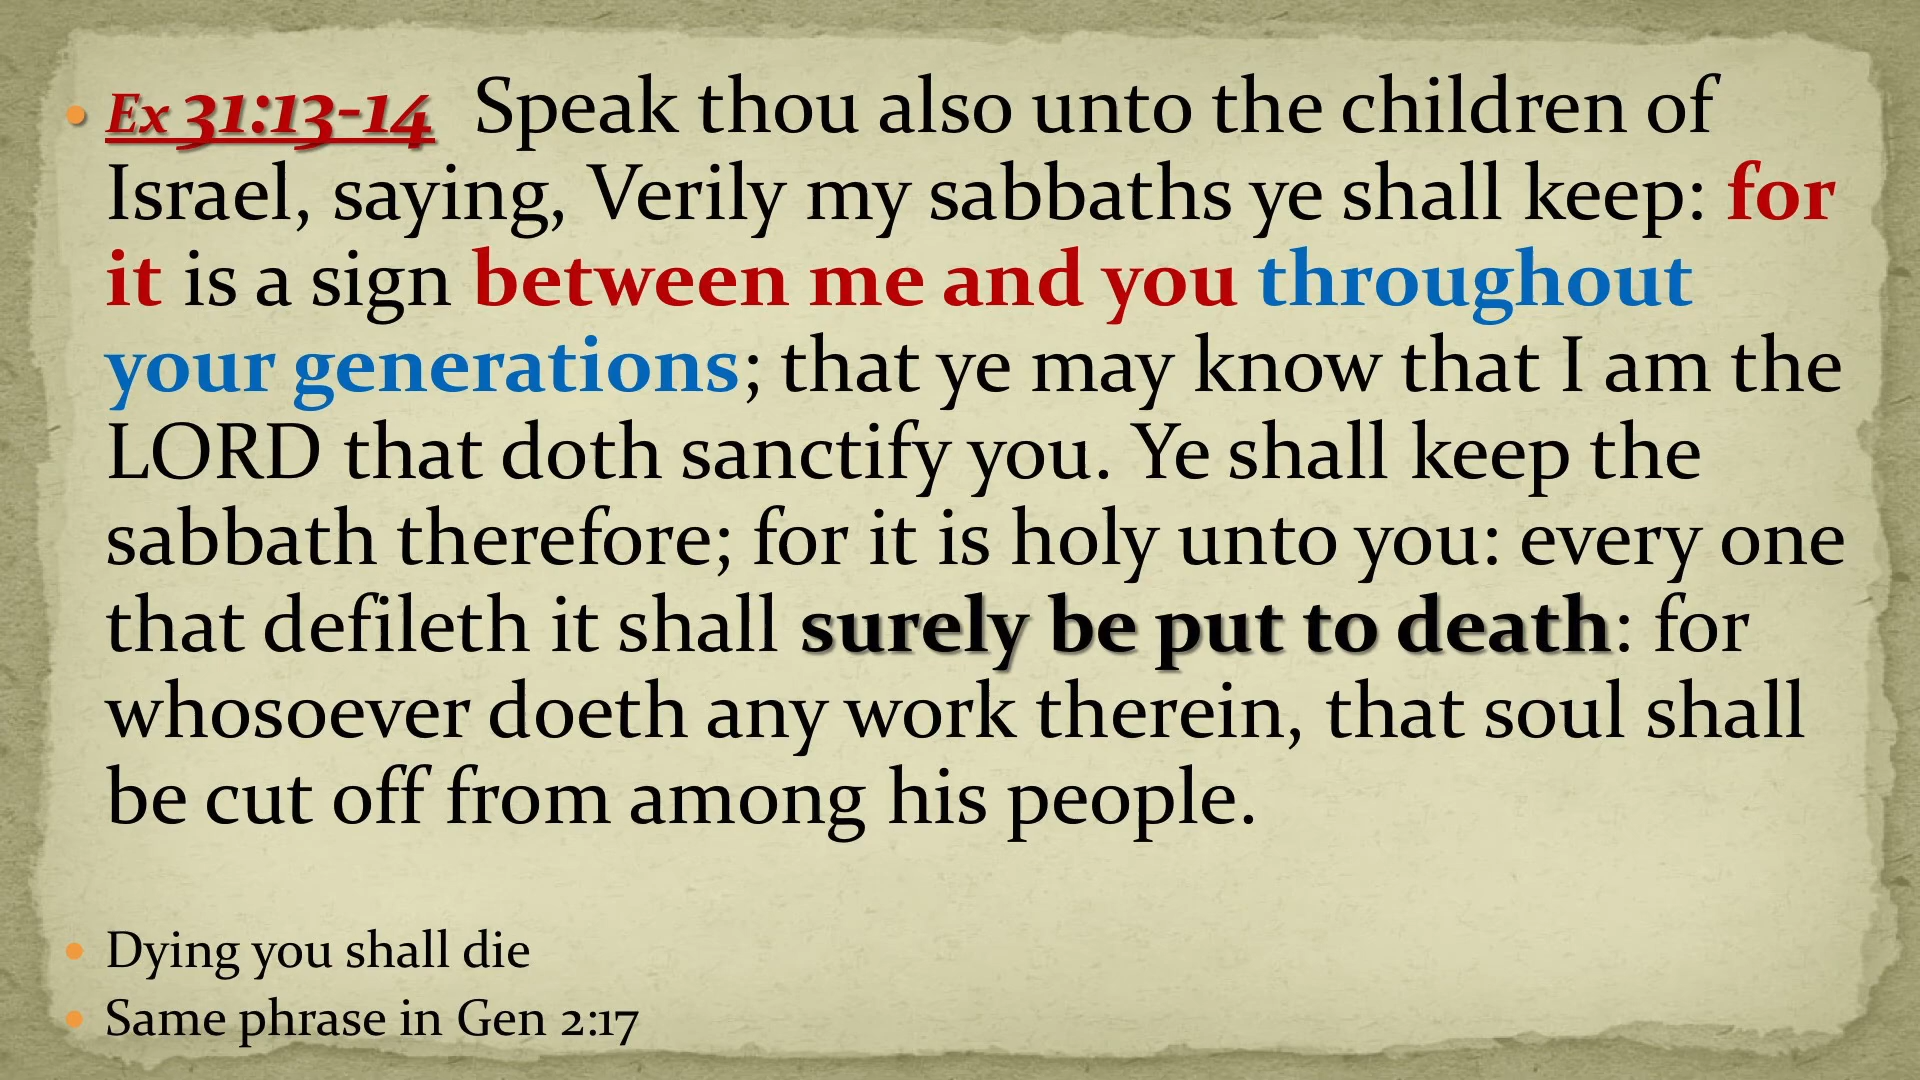 Ex 31:13-14 Speak thou also unto the children of
Israel, saying, Verily my sabbaths ye shall keep: for
it is a sign between me and you throughout
your generations; that ye may know that I am the
LORD that doth sanctify you. Ye shall keep the
sabbath therefore; for it is holy unto you: every one
that defileth it shall surely be put to death: for
whosoever doeth any work therein, that soul shall
be cut off from among his people.
Dying you shall die
Same phrase in Gen 2:17